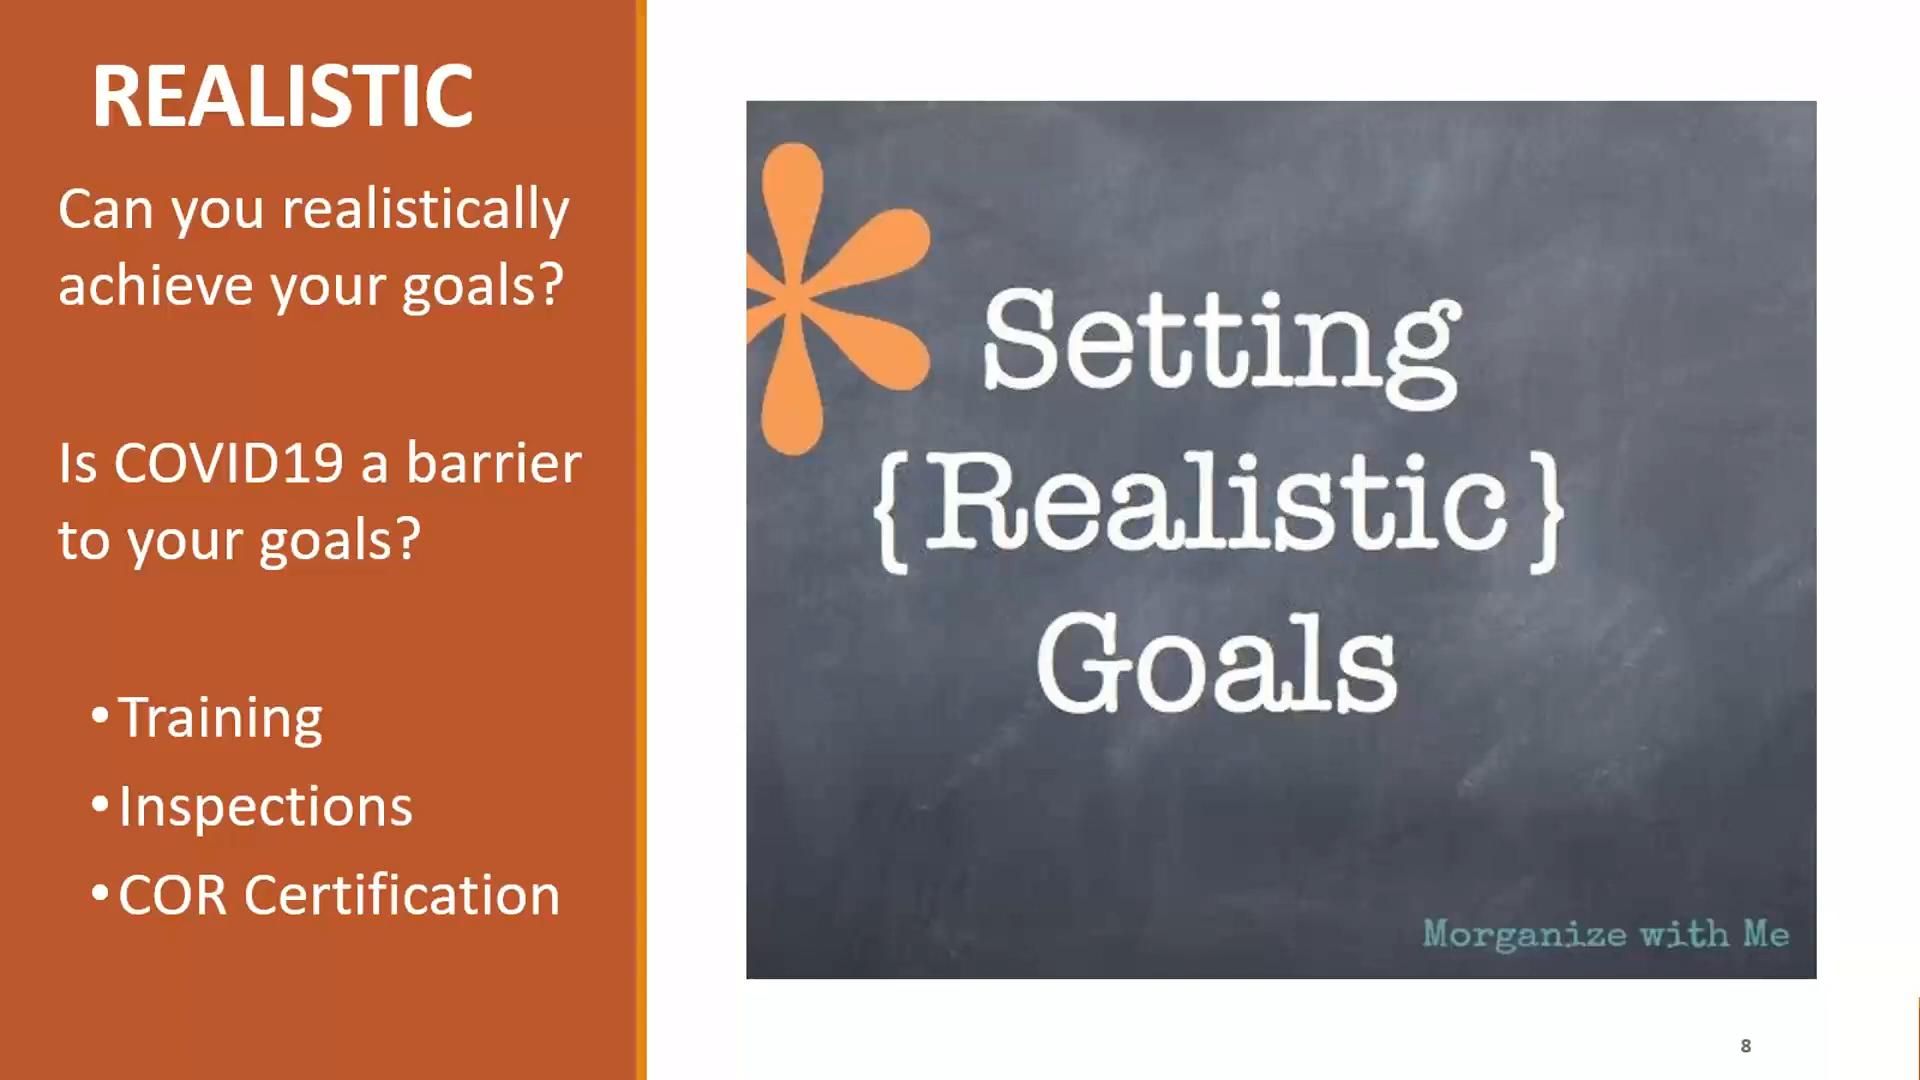 REALISTIC
Can you realistically
achieve your goals?
Is COVID19 a barrier
to your goals?
•Training
•Inspections
•COR Certification
Setting
{Realistic}
Goals
Morganize with Me
8